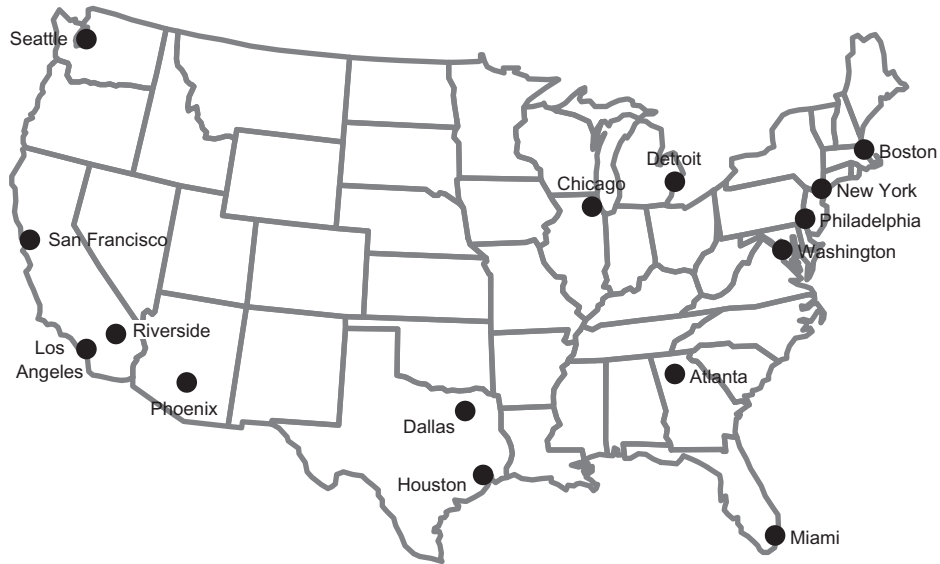 Seattle
Boston
Detroit
Chicago
New York
Philadelphia
San Francisco
Washington
Riverside
Los
Angeles
Atlanta
Phoenix
Dallas
Houston
Miami